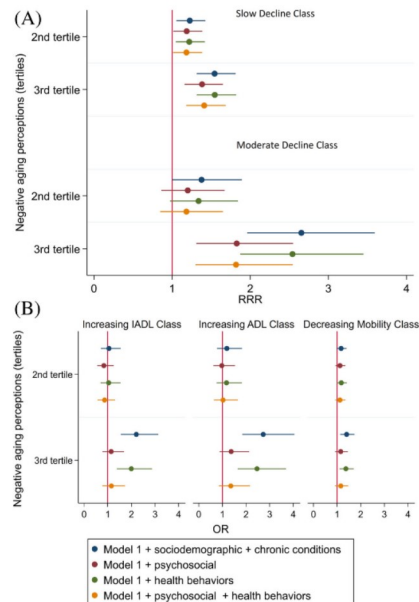 (A)
Slow Decline Class
Negative aging perceptions (tertiles)
2nd tertile
3rd tertile
Moderate Decline Class
2nd tertile
3rd tertile
0 1 2 3 4
RRR
(B)
Increasing IADL Class Increasing ADL Class Decreasing Mobility Class
Negative aging perceptions (tertiles)
2nd tertile
3rd tertile
0 1 2 3 4 0 1 2 3 4 0 1 2 3 4
OR
Model 1 + sociodemographic + chronic conditions
Model 1 + psychosocial
Model 1 + health behaviors
Model 1 + psychosocial + health behaviors